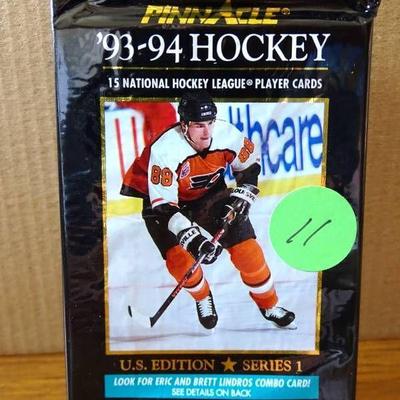 PINNACLE®
'93-94 HOCKEY
15 NATIONAL HOCKEY LEAGUE® PLAYER CARDS
88
88
lthcare
11
U.S. EDITION ★ SERIES 1
LOOK FOR ERIC AND BRETT LINDROS COMBO CARD!
SEE DETAILS ON BACK